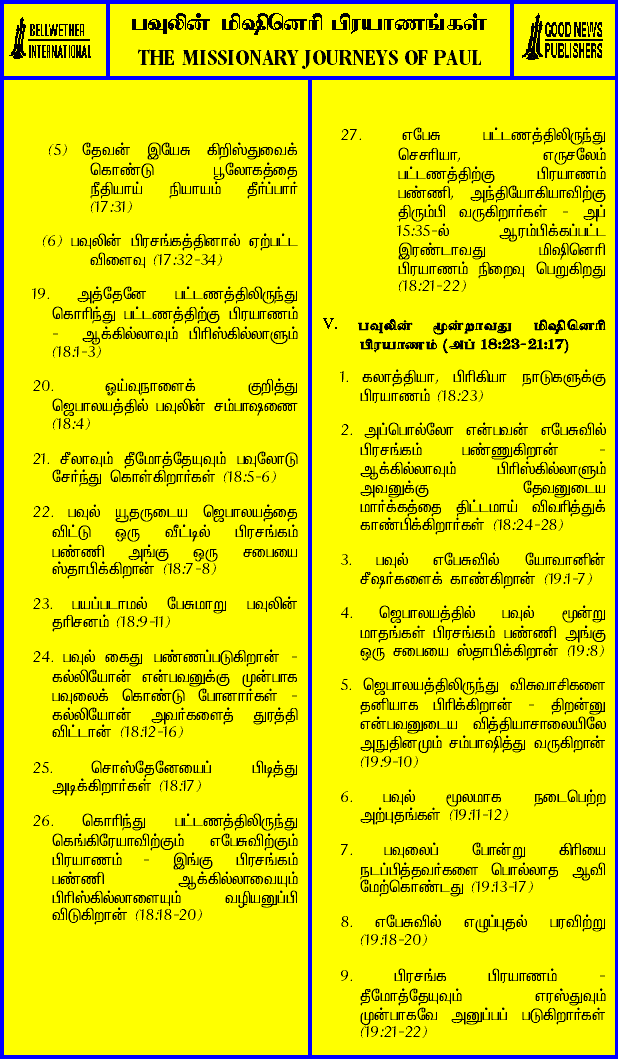 BELLWETHER
INTERNATIONAL
பவுலின் மிஷினெரி பிரயாணங்கள்
THE MISSIONARY JOURNEYS OF PAUL
GOOD NEWS
PUBLISHERS
(5) தேவன் இயேசு கிறிஸ்துவைக்
கொண்டு பூலோகத்தை
நீதியாய் நியாயம் தீர்ப்பார்
(17:31)
(6) பவுலின் பிரசங்கத்தினால் ஏற்பட்ட
விளைவு (17:32-34)
19. அத்தேனே பட்டணத்திலிருந்து
கொரிந்து பட்டணத்திற்கு பிரயாணம்
- ஆக்கில்லாவும் பிரிஸ்கில்லாளும்
(18:1-3)
20. ஓய்வுநாளைக் குறித்து
ஜெபாலயத்தில் பவுலின் சம்பாஷணை
(18:4)
21. சீலாவும் தீமோத்தேயுவும் பவுலோடு
சேர்ந்து கொள்கிறார்கள் (18:5-6)
22. பவுல் யூதருடைய ஜெபாலயத்தை
விட்டு ஒரு வீட்டில் பிரசங்கம்
பண்ணி அங்கு ஒரு சபையை
ஸ்தாபிக்கிறான் (18:7-8)
23. பயப்படாமல் பேசுமாறு பவுலின்
தரிசனம் (18:9-11)
24. பவுல் கைது பண்ணப்படுகிறான் -
கல்லியோன் என்பவனுக்கு முன்பாக
பவுலைக் கொண்டு போனார்கள் -
கல்லியோன் அவர்களைத் துரத்தி
விட்டான் (18:12-16)
25. சொஸ்தேனேயைப் பிடித்து
அடிக்கிறார்கள் (18:17)
26. கொரிந்து பட்டணத்திலிருந்து
கெங்கிரேயாவிற்கும் எபேசுவிற்கும்
பிரயாணம் - இங்கு பிரசங்கம்
பண்ணி ஆக்கில்லாவையும்
பிரிஸ்கில்லாளையும் வழியனுப்பி
விடுகிறான் (18:18-20)
27. எபேசு பட்டணத்திலிருந்து
செசரியா, எருசலேம்
பட்டணத்திற்கு பிரயாணம்
பண்ணி, அந்தியோகியாவிற்கு
திரும்பி வருகிறார்கள் - அப்
15:35-ல் ஆரம்பிக்கப்பட்ட
இரண்டாவது மிஷினெரி
பிரயாணம் நிறைவு பெறுகிறது
(18:21-22)
V. பவுலின் மூன்றாவது மிஷினெரி
பிரயாணம் (அப் 18:23-21:17)
1. கலாத்தியா, பிரிகியா நாடுகளுக்கு
பிரயாணம் (18:23)
2. அப்பொல்லோ என்பவன் எபேசுவில்
பிரசங்கம் பண்ணுகிறான் -
ஆக்கில்லாவும் பிரிஸ்கில்லாளும்
அவனுக்கு தேவனுடைய
மார்க்கத்தை திட்டமாய் விவரித்துக்
காண்பிக்கிறார்கள் (18:24-28)
3. பவுல் எபேசுவில் யோவானின்
சீஷர்களைக் காண்கிறான் (19:1-7)
4. ஜெபாலயத்தில் பவுல் மூன்று
மாதங்கள் பிரசங்கம் பண்ணி அங்கு
ஒரு சபையை ஸ்தாபிக்கிறான் (19:8)
5. ஜெபாலயத்திலிருந்து விசுவாசிகளை
தனியாக பிரிக்கிறான் - திறன்னு
என்பவனுடைய வித்தியாசாலையிலே
அநுதினமும் சம்பாஷித்து வருகிறான்
(19:9-10)
6. பவுல் மூலமாக நடைபெற்ற
அற்புதங்கள் (19:11-12)
7. பவுலைப் போன்று கிரியை
நடப்பித்தவர்களை பொல்லாத ஆவி
மேற்கொண்டது (19:13-17)
8. எபேசுவில் எழுப்புதல் பரவிற்று
(19:18-20)
9. பிரசங்க பிரயாணம் -
தீமோத்தேயுவும் எரஸ்துவும்
முன்பாகவே அனுப்பப் படுகிறார்கள்
(19:21-22)